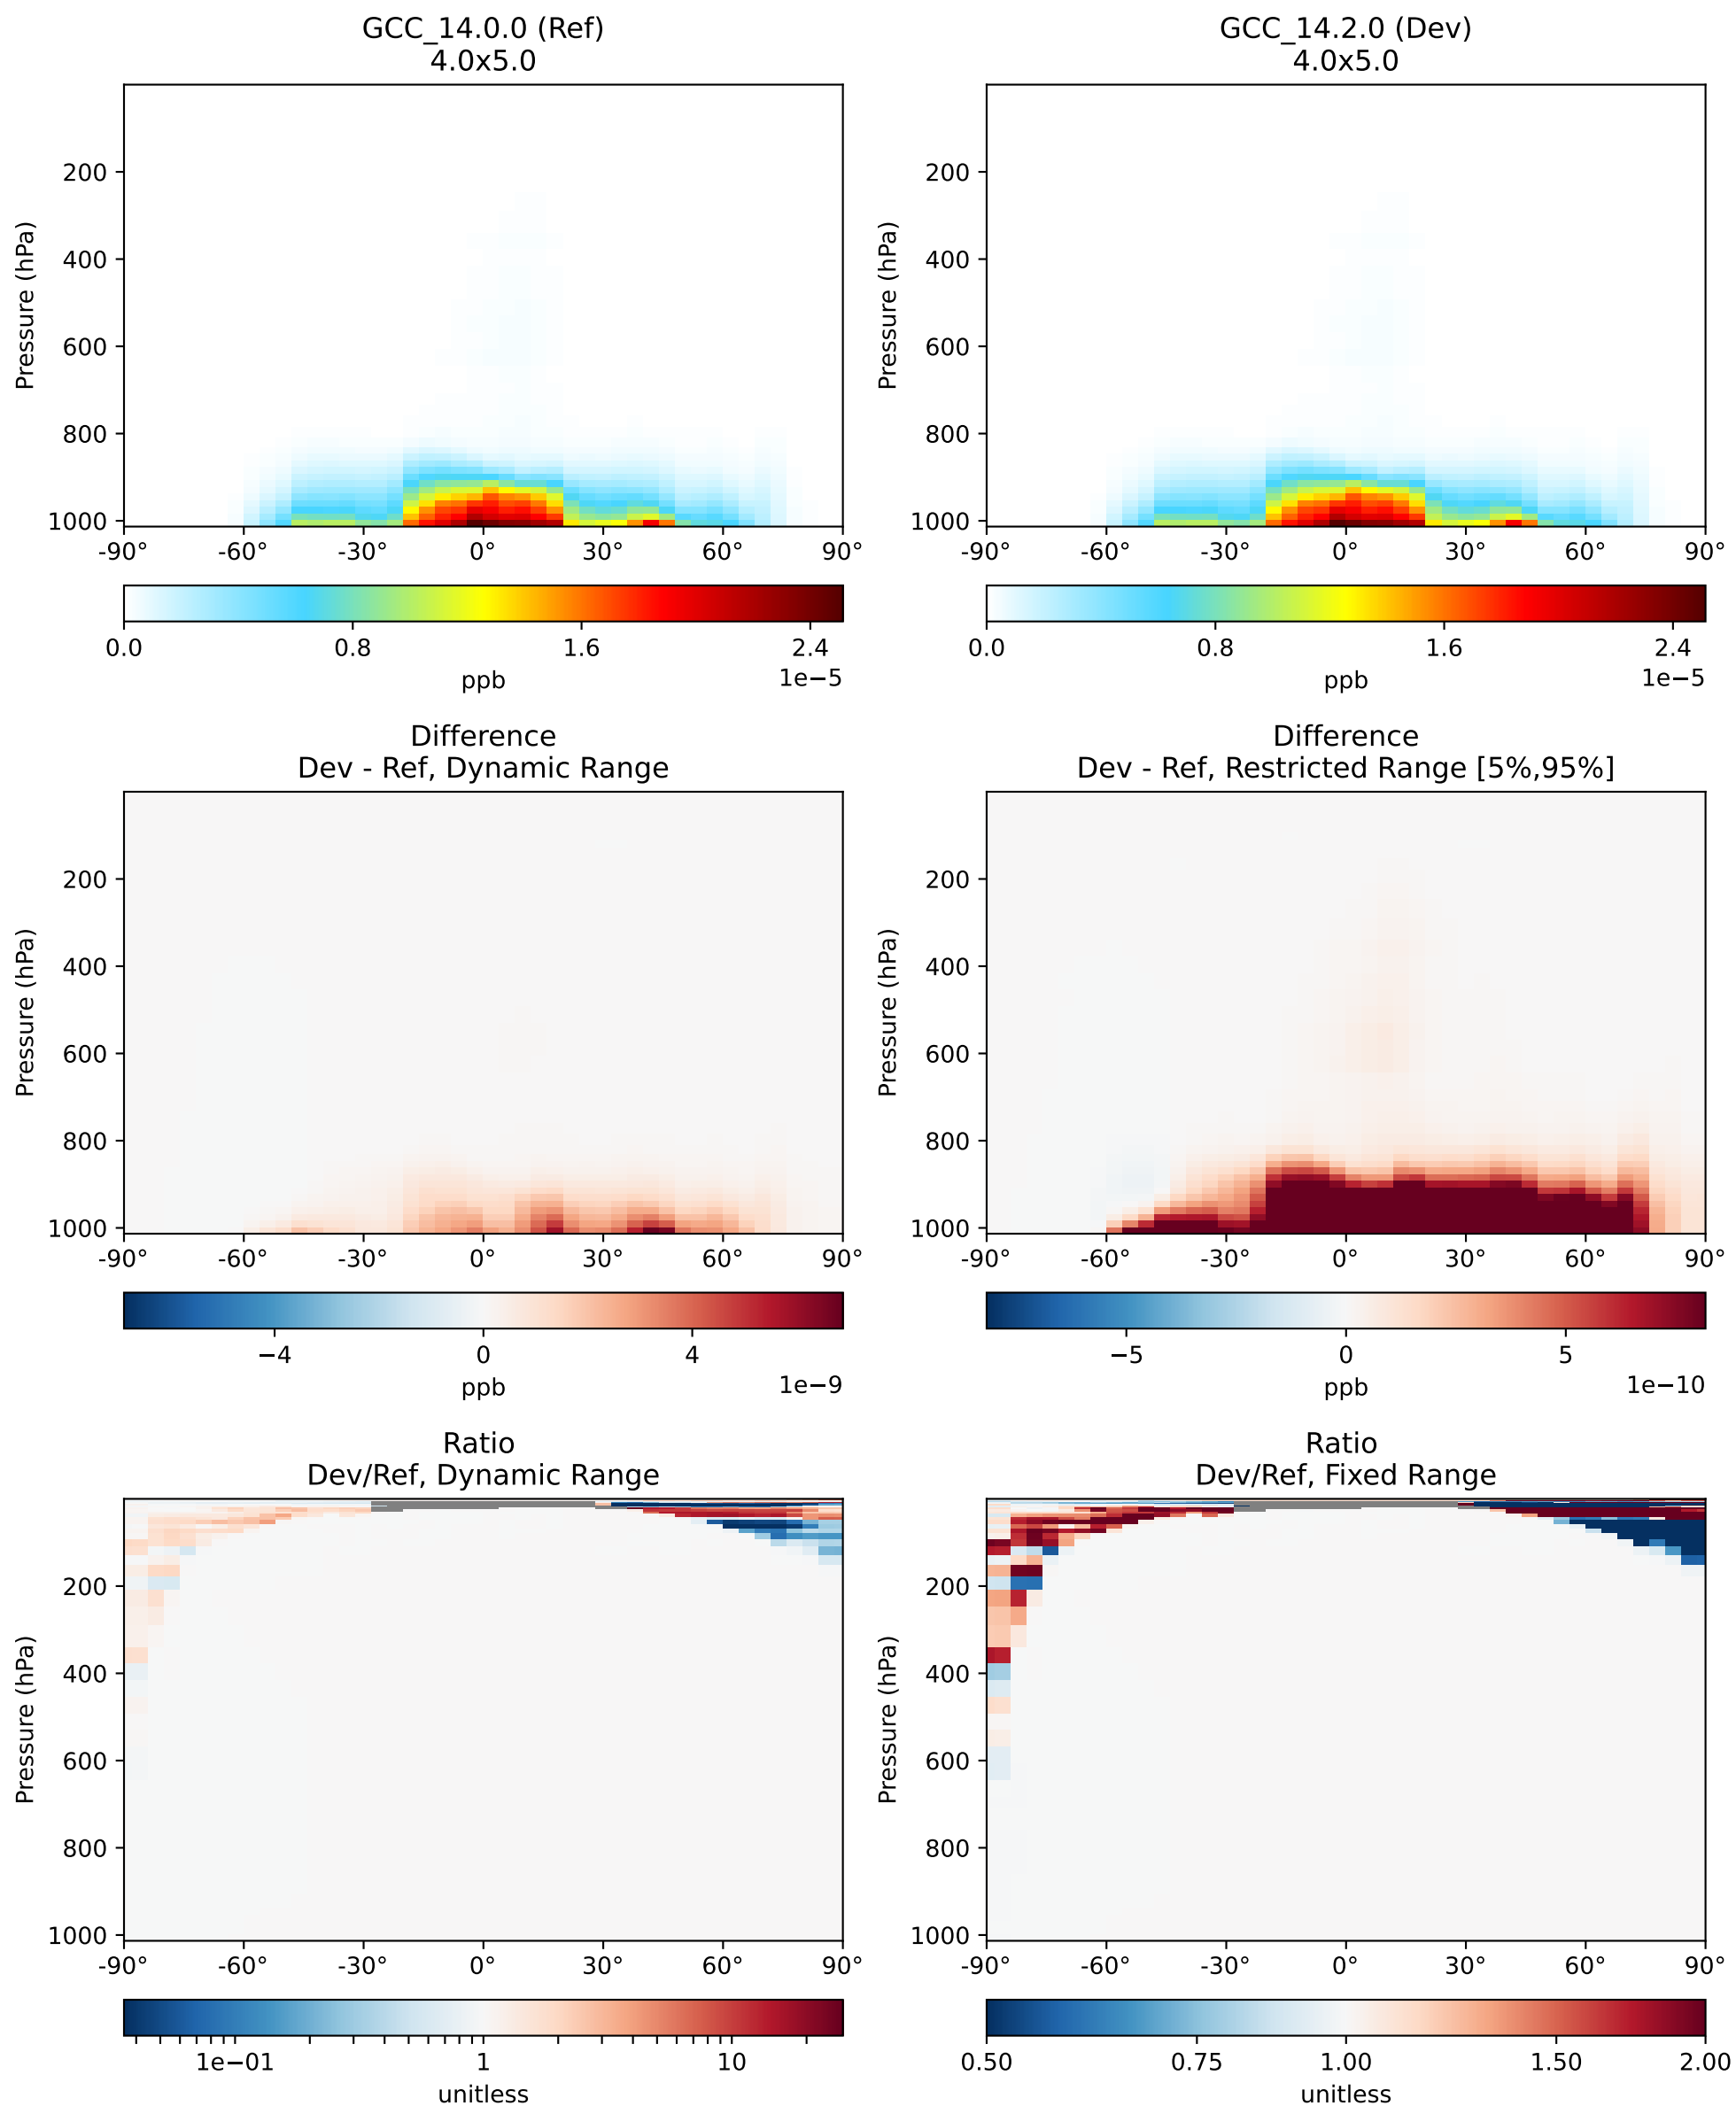 GCC_14.0.0 (Ref)
4.0x5.0
Pressure (hPa)
200
400
600
800
1000
-90° -60° -30° 0° 30° 60° 90°
0.0 0.8 1.6 2.4
1e−5
ppb
GCC_14.2.0 (Dev)
4.0x5.0
Pressure (hPa)
200
400
600
800
1000
-90° -60° -30° 0° 30° 60° 90°
0.0 0.8 1.6 2.4
1e−5
ppb
Difference
Dev - Ref, Dynamic Range
Pressure (hPa)
200
400
600
800
1000
-90° -60° -30° 0° 30° 60° 90°
−4 0 4
1e−9
ppb
Difference
Dev - Ref, Restricted Range [5%,95%]
Pressure (hPa)
200
400
600
800
1000
-90° -60° -30° 0° 30° 60° 90°
−5 0 5
1e−10
ppb
Ratio
Dev/Ref, Dynamic Range
Pressure (hPa)
200
400
600
800
1000
-90° -60° -30° 0° 30° 60° 90°
1e−01 1 10
unitless
Ratio
Dev/Ref, Fixed Range
Pressure (hPa)
200
400
600
800
1000
-90° -60° -30° 0° 30° 60° 90°
0.50 0.75 1.00 1.50 2.00
unitless